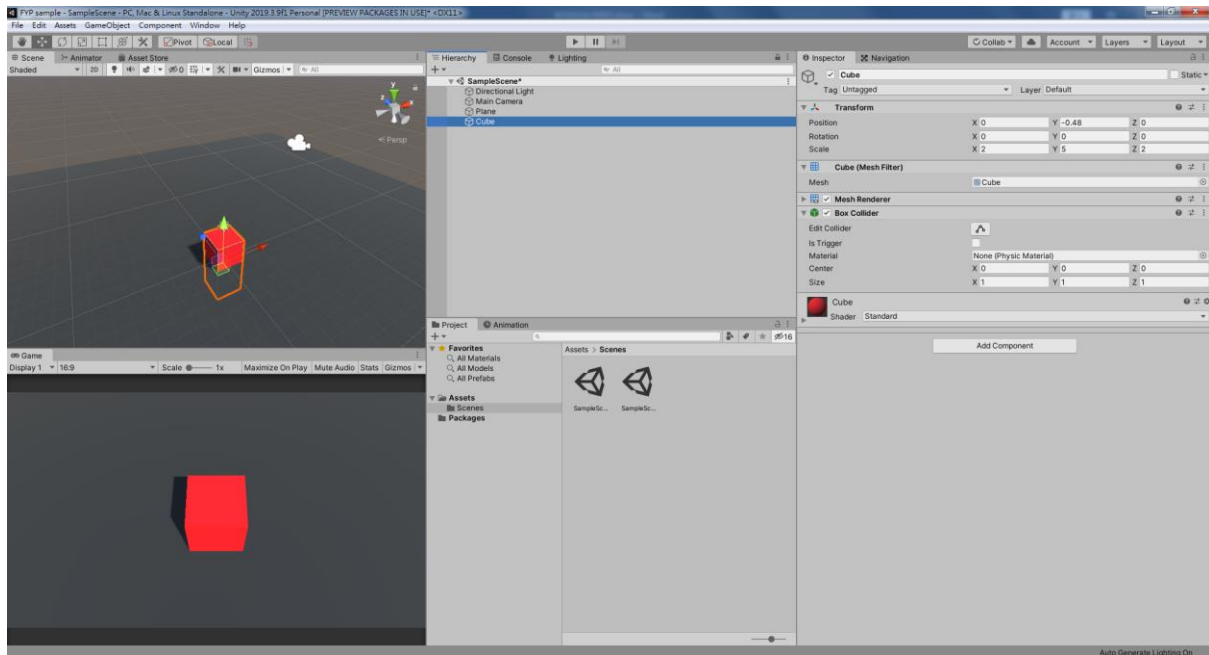 FYP sample - SampleScene - PC, Mac & Linux Standalone - Unity 2019.3.9f1 Personal [PREVIEW PACKAGES IN USE]* <DX11>
File Edit Assets GameObject Component Window Help
Pivot Local Collab Account Layers Layout
Scene Animator Asset Store
Shaded 2D 0 Gizmos All
y
z
x
Persp
Game
Display 1 16:9 Scale 1x Maximize On Play Mute Audio Stats Gizmos
Hierarchy Console Lighting
All
SampleScene*
Directional Light
Main Camera
Plane
Cube
Project Animation
16
Favorites
All Materials
All Models
All Prefabs
Assets
Scenes
Packages
Assets > Scenes
SampleSc... SampleSc...
Inspector Navigation
Cube Static
Tag Untagged Layer Default
Transform
Position X 0 Y -0.48 Z 0
Rotation X 0 Y 0 Z 0
Scale X 2 Y 5 Z 2
Cube (Mesh Filter)
Mesh Cube
Mesh Renderer
Box Collider
Edit Collider
Is Trigger
Material None (Physic Material)
Center X 0 Y 0 Z 0
Size X 1 Y 1 Z 1
Cube
Shader Standard
Add Component
Auto Generate Lighting On